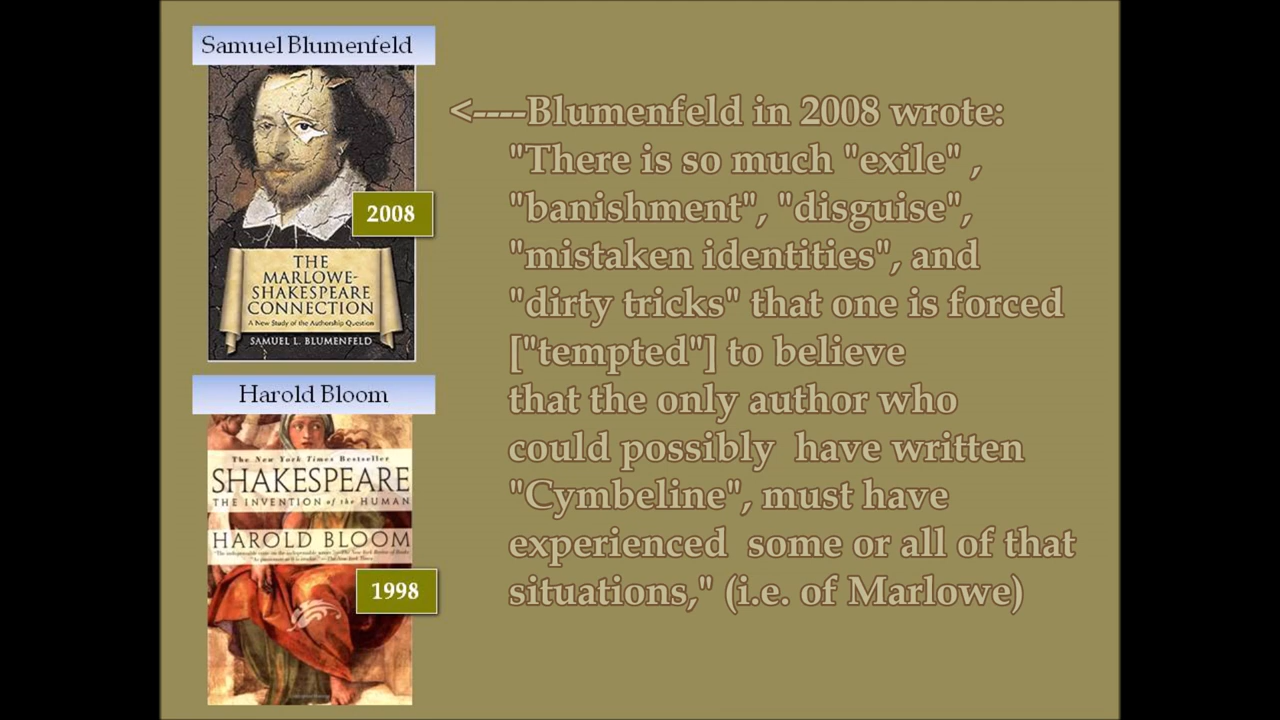 Samuel Blumenfeld
2008
THE
MARLOWE-
SHAKESPEARE
CONNECTION
A New Study of the Authorship Question
SAMUEL L. BLUMENFELD
Harold Bloom
The New York Times Bestseller
SHAKESPEARE
THE INVENTION of the HUMAN
HAROLD BLOOM
1998
<----Blumenfeld in 2008 wrote:
"There is so much "exile" ,
"banishment", "disguise",
"mistaken identities", and
"dirty tricks" that one is forced
["tempted"] to believe
that the only author who
could possibly have written
"Cymbeline", must have
experienced some or all of that
situations," (i.e. of Marlowe)